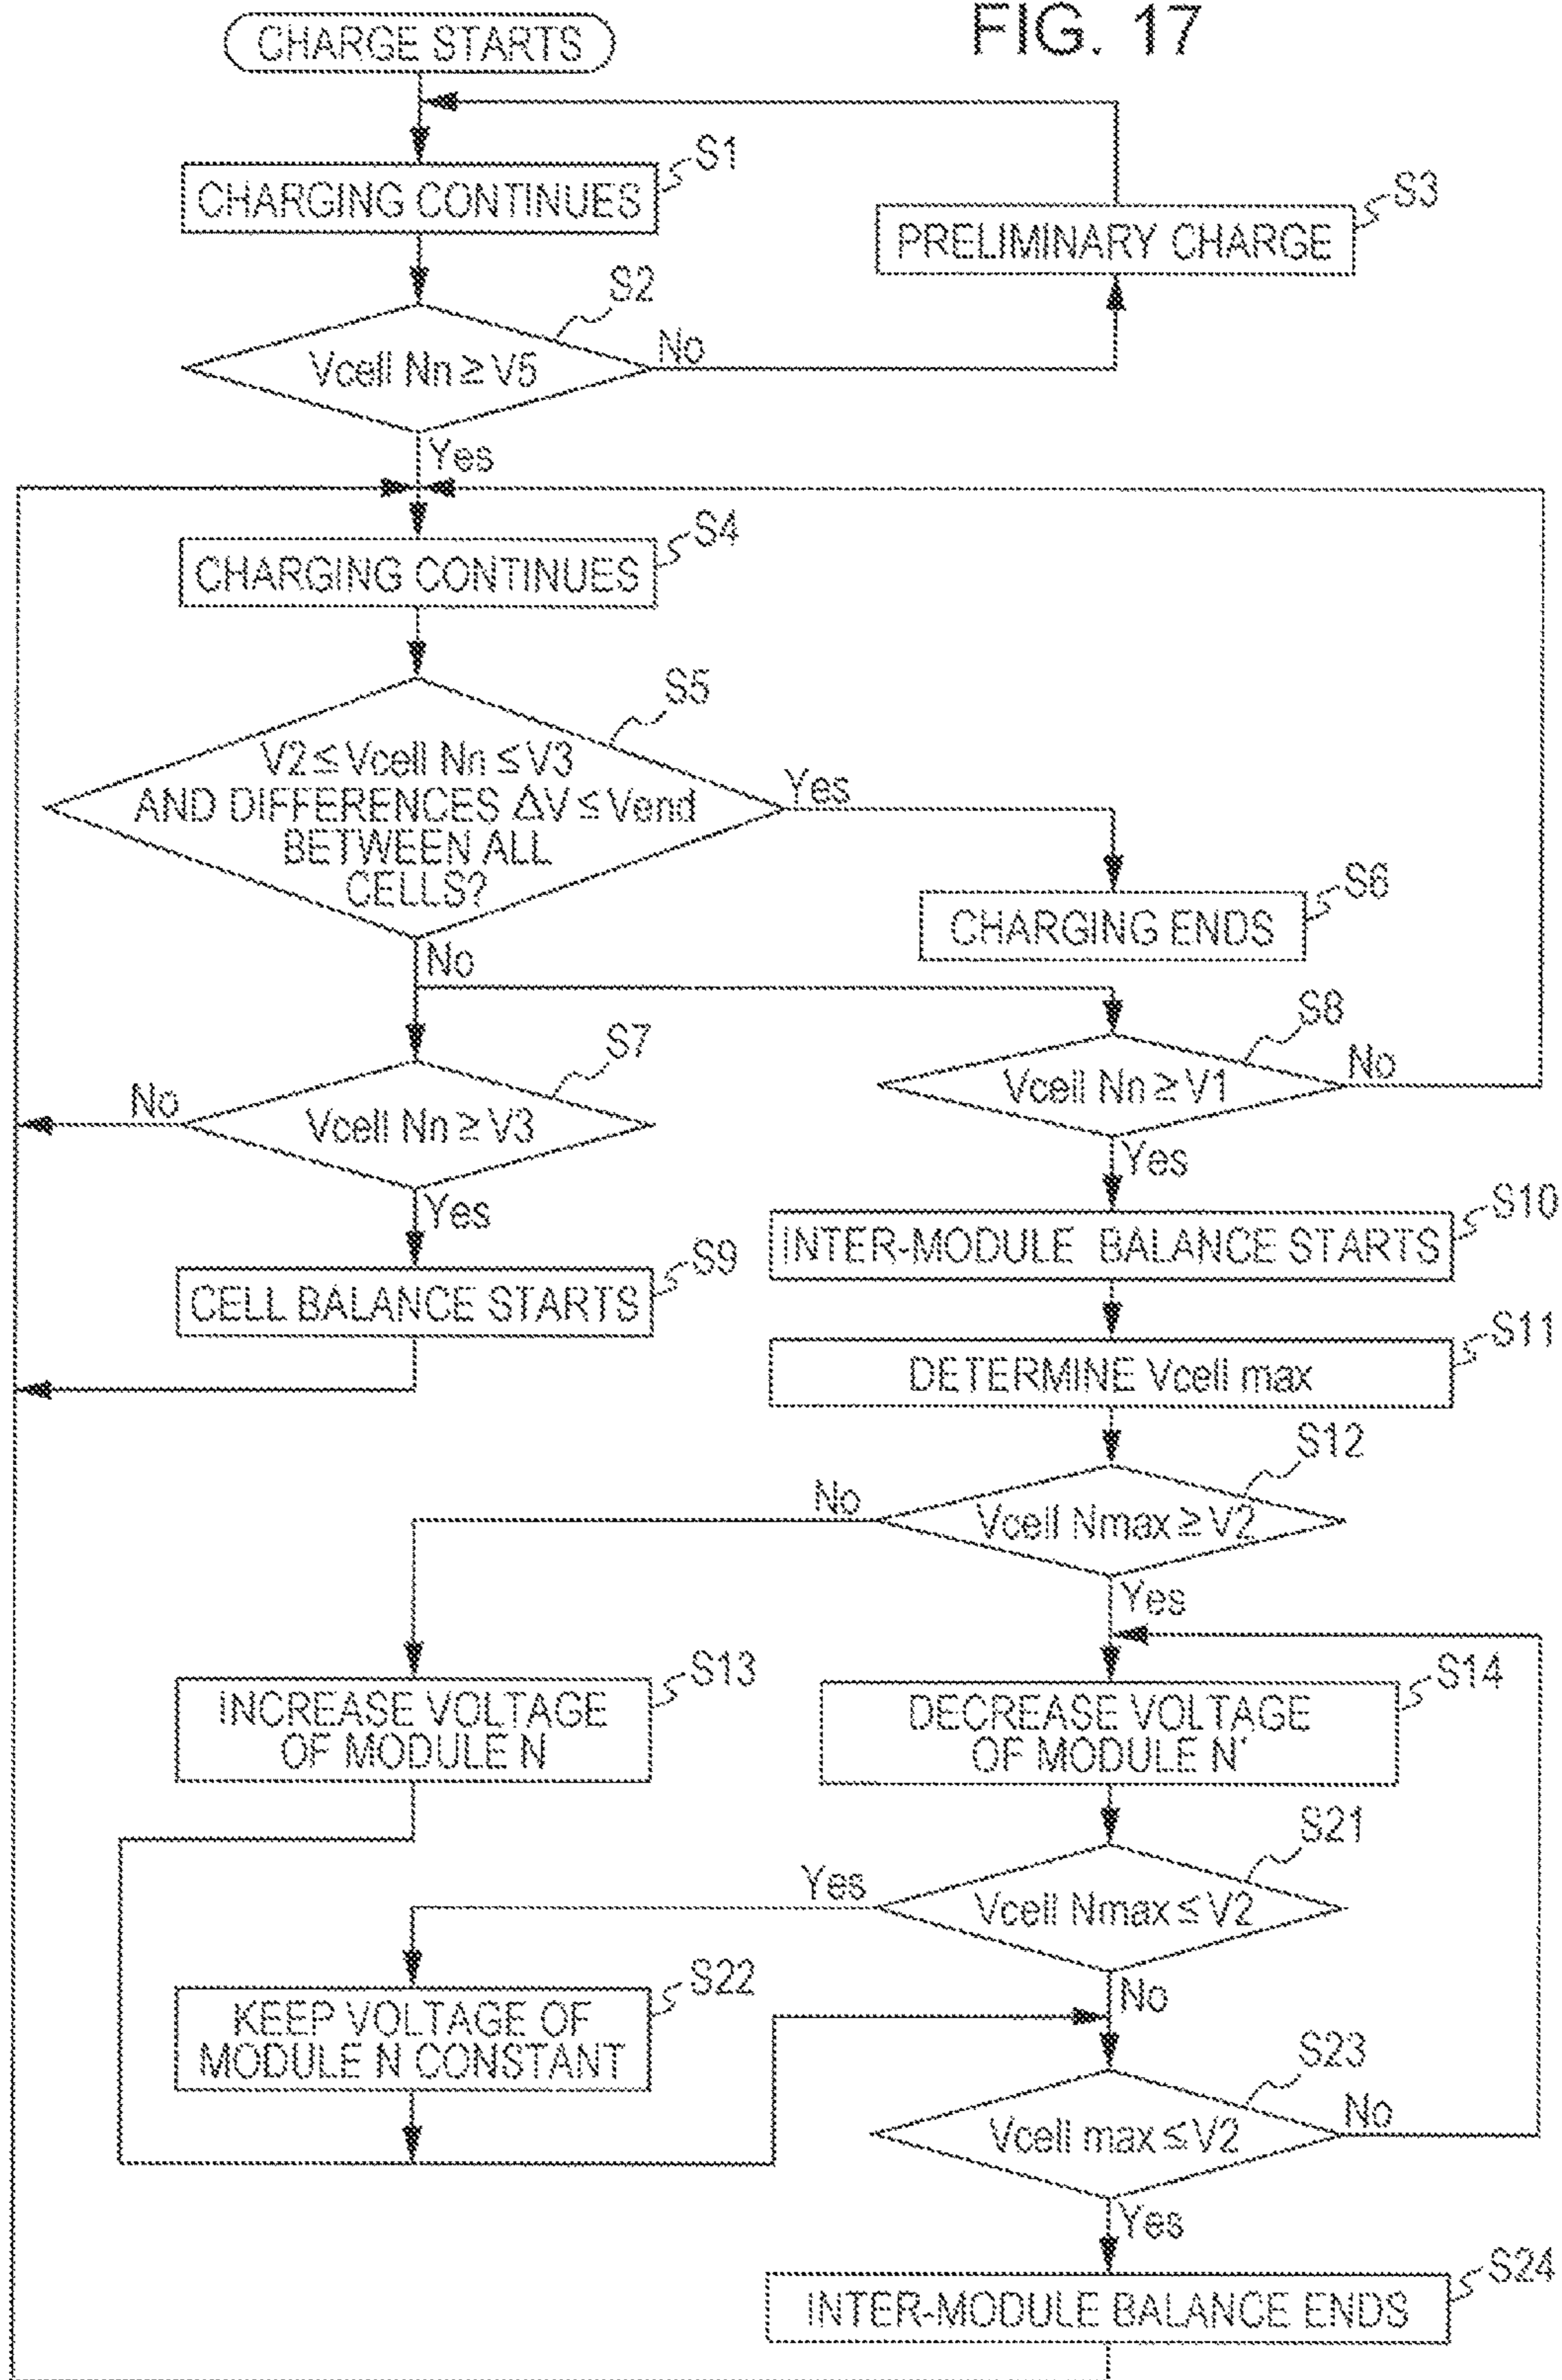 FIG. 17
CHARGE STARTS
CHARGING CONTINUES
S1
PRELIMINARY CHARGE
S3
S2
Vcell Nn ≥ V5
No
Yes
CHARGING CONTINUES
S4
S5
V2 ≤ Vcell Nn ≤ V3
AND DIFFERENCES ΔV ≤ Vend
BETWEEN ALL
CELLS?
Yes
No
CHARGING ENDS
S6
S7
Vcell Nn ≥ V3
No
Yes
S8
Vcell Nn ≥ V1
No
Yes
CELL BALANCE STARTS
S9
INTER-MODULE BALANCE STARTS
S10
DETERMINE Vcell max
S11
S12
Vcell Nmax ≥ V2
No
Yes
INCREASE VOLTAGE
OF MODULE N
S13
DECREASE VOLTAGE
OF MODULE N'
S14
S21
Vcell Nmax ≤ V2
Yes
No
KEEP VOLTAGE OF
MODULE N CONSTANT
S22
S23
Vcell max ≤ V2
No
Yes
INTER-MODULE BALANCE ENDS
S24